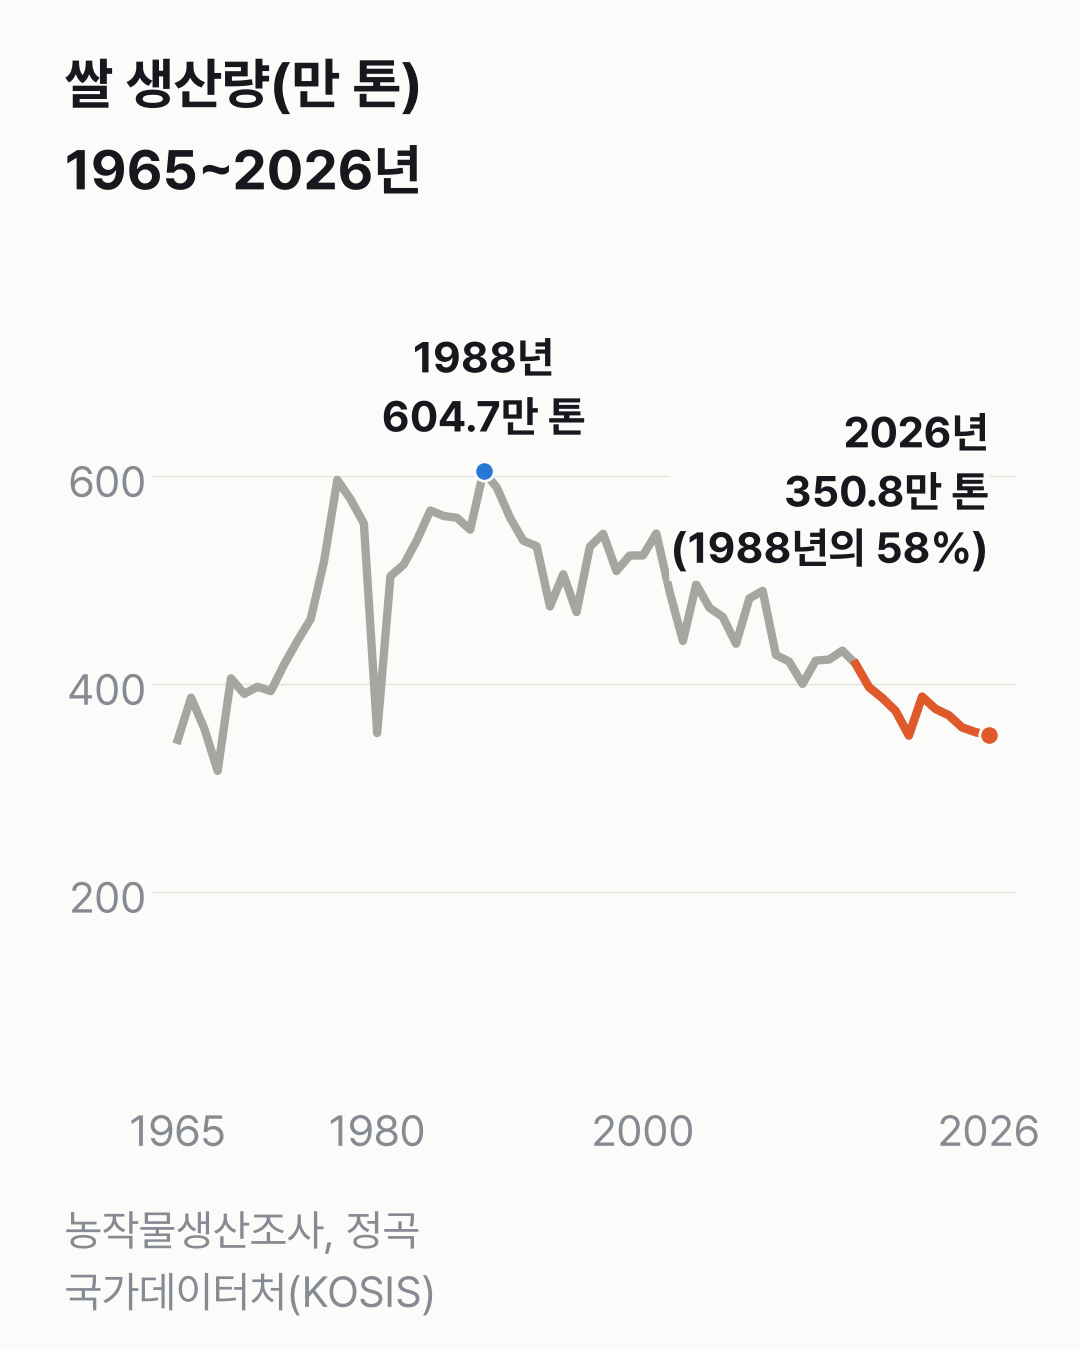 쌀 생산량(만 톤)
1965~2026년
1988년
604.7만 톤
2026년
350.8만 톤
(1988년의 58%)
600
400
200
1965 1980 2000 2026
농작물생산조사, 정곡
국가데이터처(KOSIS)